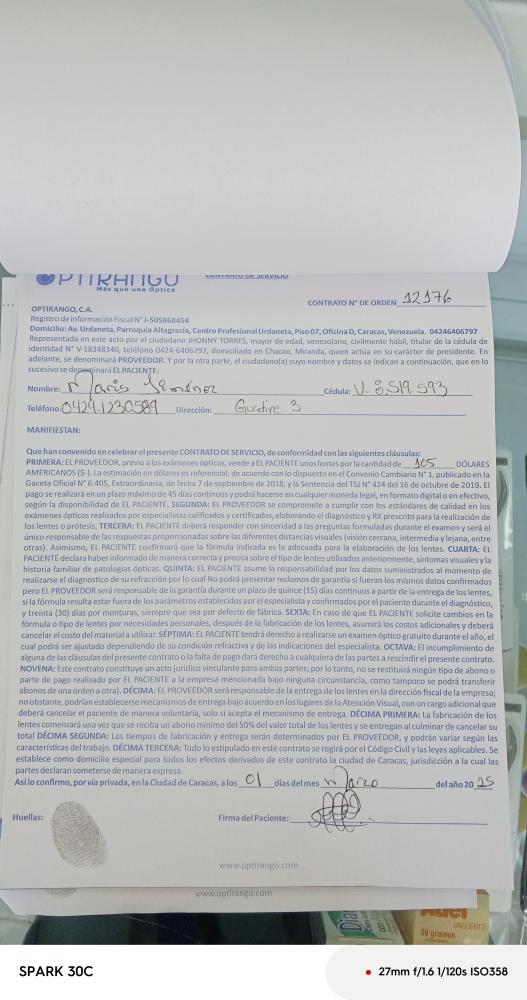 OPTIRANGO
Más que una Óptica
CONTRATO DE SERVICIO
CONTRATO N° DE ORDEN 12176
OPTIRANGO, C.A.
Registro de Información Fiscal N° J-505868454
Domicilio: Av. Urdaneta, Parroquia Altagracia, Centro Profesional Urdaneta, Piso 07, Oficina D, Caracas, Venezuela. 04246406797
Representada en este acto por el ciudadano JHONNY TORRES, mayor de edad, venezolano, civilmente hábil, titular de la cédula de
identidad N° V-18348340, teléfono 0424-6406797, domiciliado en Chacao, Miranda, quien actúa en su carácter de presidente. En
adelante, se denominará PROVEEDOR. Y por la otra parte, el ciudadano(a) cuyo nombre y datos se indican a continuación, que en lo
sucesivo se denominará EL PACIENTE:
Nombre: Maria Jiménez Cédula: V-8.519.593
Teléfono: 0424-1230589 Dirección: 3
MANIFIESTAN:
Que han convenido en celebrar el presente CONTRATO DE SERVICIO, de conformidad con las siguientes cláusulas:
PRIMERA: EL PROVEEDOR, previo a los exámenes ópticos, vende a EL PACIENTE unos lentes por la cantidad de 105 DÓLARES
AMERICANOS ($-). La estimación en dólares es referencial, de acuerdo con lo dispuesto en el Convenio Cambiario N° 1, publicado en la
Gaceta Oficial N° 6.405, Extraordinaria, de fecha 7 de septiembre de 2018, y la Sentencia del TSJ N° 424 del 16 de octubre de 2019. El
pago se realizará en un plazo máximo de 45 días continuos y podrá hacerse en cualquier moneda legal, en formato digital o en efectivo,
según la disponibilidad de EL PACIENTE. SEGUNDA: EL PROVEEDOR se compromete a cumplir con los estándares de calidad en los
exámenes ópticos realizados por especialistas calificados y certificados, elaborando el diagnóstico y RX prescrito para la realización de
los lentes o prótesis. TERCERA: EL PACIENTE deberá responder con sinceridad a las preguntas formuladas durante el examen y será el
único responsable de las respuestas proporcionadas sobre las diferentes distancias visuales (visión cercana, intermedia y lejana, entre
otras). Asimismo, EL PACIENTE confirmará que la fórmula indicada es la adecuada para la elaboración de los lentes. CUARTA: EL
PACIENTE declara haber informado de manera correcta y precisa sobre el tipo de lentes utilizados anteriormente, síntomas visuales y la
historia familiar de patologías ópticas. QUINTA: EL PACIENTE asume la responsabilidad por los datos suministrados al momento de
realizarse el diagnostico de su refracción por lo cual No podrá presentar reclamos de garantía si fueran los mismos datos confirmados
pero EL PROVEEDOR será responsable de la garantía durante un plazo de quince (15) días continuos a partir de la entrega de los lentes,
si la fórmula resulta estar fuera de los parámetros establecidos por el especialista y confirmados por el paciente durante el diagnóstico,
y treinta (30) días por monturas, siempre que sea por defecto de fábrica. SEXTA: En caso de que EL PACIENTE solicite cambios en la
fórmula o tipo de lentes por necesidades personales, después de la fabricación de los lentes, asumirá los costos adicionales y deberá
cancelar el costo del material a utilizar. SÉPTIMA: EL PACIENTE tendrá derecho a realizarse un examen óptico gratuito durante el año, el
cual podrá ser ajustado dependiendo de su condición refractiva y de las indicaciones del especialista. OCTAVA: El incumplimiento de
alguna de las cláusulas del presente contrato o la falta de pago dará derecho a cualquiera de las partes a rescindir el presente contrato.
NOVENA: Este contrato constituye un acto jurídico vinculante para ambas partes; por lo tanto, no se restituirá ningún tipo de abono o
parte de pago realizado por EL PACIENTE a la empresa mencionada bajo ninguna circunstancia, como tampoco se podrá transferir
abonos de una orden a otra). DÉCIMA: EL PROVEEDOR será responsable de la entrega de los lentes en la dirección fiscal de la empresa;
no obstante, podrían establecerse mecanismos de entrega bajo acuerdo en los lugares de la Atención Visual, con un cargo adicional que
deberá cancelar el paciente de manera voluntaria, solo si acepta el mecanismo de entrega. DÉCIMA PRIMERA: La fabricación de los
lentes comenzará una vez que se reciba un abono mínimo del 50% del valor total de los lentes y se entregan al culminar de cancelar su
total DÉCIMA SEGUNDA: Los tiempos de fabricación y entrega serán determinados por EL PROVEEDOR, y podrán variar según las
características del trabajo. DÉCIMA TERCERA: Todo lo estipulado en este contrato se regirá por el Código Civil y las leyes aplicables. Se
establece como domicilio especial para todos los efectos derivados de este contrato la ciudad de Caracas, jurisdicción a la cual las
partes declaran someterse de manera expresa.
Así lo confirmo, por vía privada, en la Ciudad de Caracas, a los 01 días del mes Marzo del año 20 25
Huellas: Firma del Paciente:
www.optirango.com
www.optirango.com
UNGUENTO
50 gramos
SPARK 30C
27mm f/1.6 1/120s ISO358